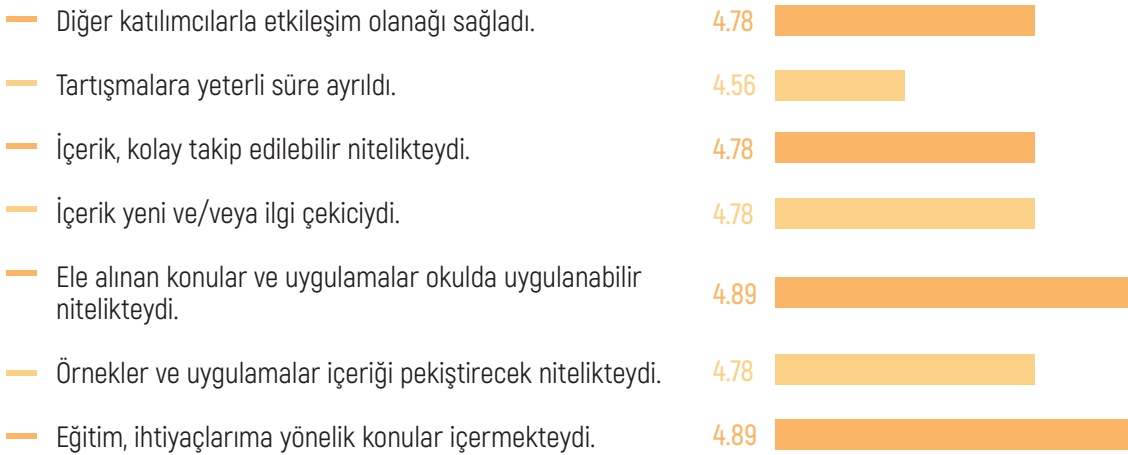 Diğer katılımcılarla etkileşim olanağı sağladı. 4.78
Tartışmalara yeterli süre ayrıldı. 4.56
İçerik, kolay takip edilebilir nitelikteydi. 4.78
İçerik yeni ve/veya ilgi çekiciydi. 4.78
Ele alınan konular ve uygulamalar okulda uygulanabilir
nitelikteydi. 4.89
Örnekler ve uygulamalar içeriği pekiştirecek nitelikteydi. 4.78
Eğitim, ihtiyaçlarıma yönelik konular içermekteydi. 4.89